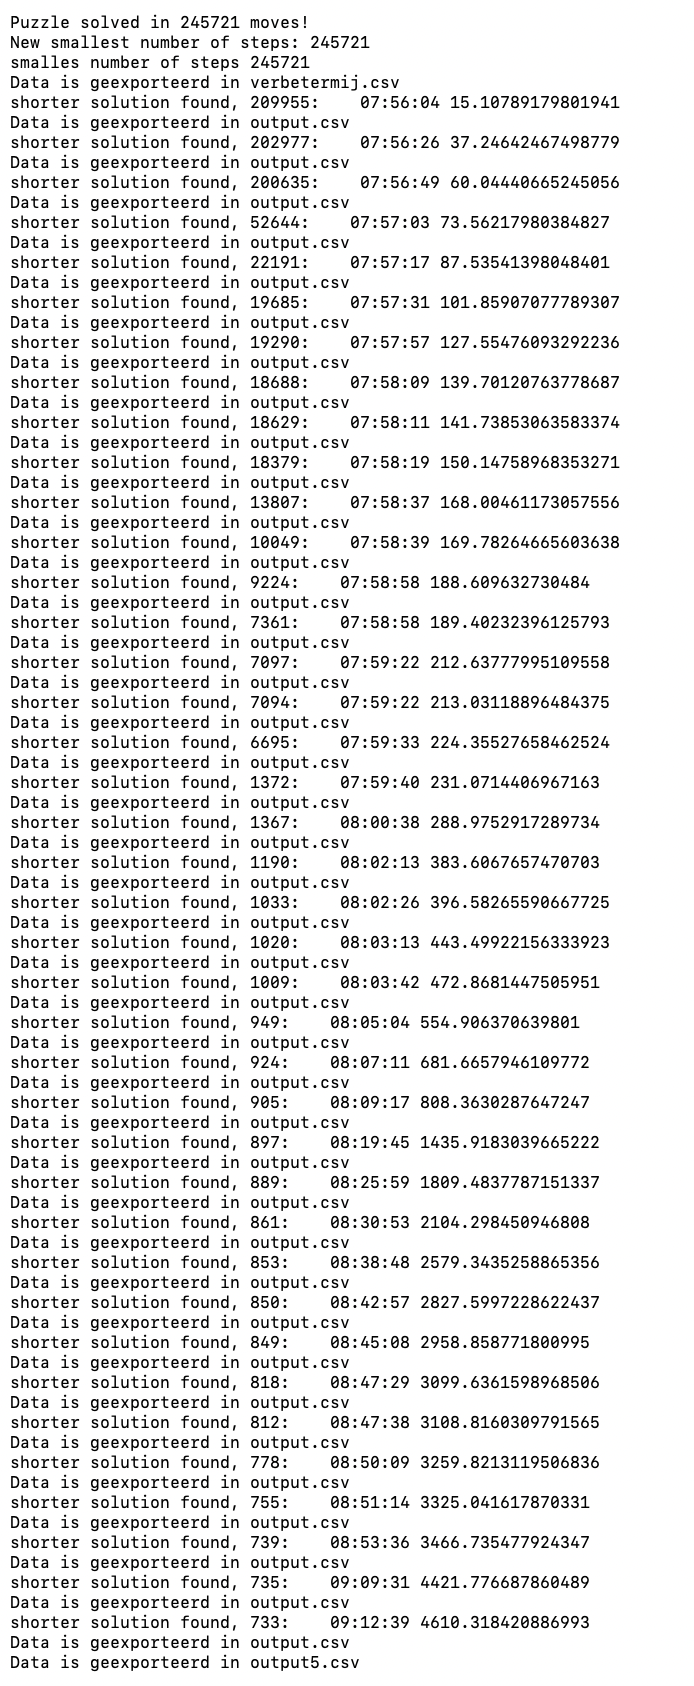 Puzzle solved in 245721 moves!
New smallest number of steps: 245721
smalles number of steps 245721
Data is geexporteerd in verbetermij.csv
shorter solution found, 209955:    07:56:04 15.10789179801941
Data is geexporteerd in output.csv
shorter solution found, 202977:    07:56:26 37.24642467498779
Data is geexporteerd in output.csv
shorter solution found, 200635:    07:56:49 60.04440665245056
Data is geexporteerd in output.csv
shorter solution found, 52644:    07:57:03 73.56217980384827
Data is geexporteerd in output.csv
shorter solution found, 22191:    07:57:17 87.53541398048401
Data is geexporteerd in output.csv
shorter solution found, 19685:    07:57:31 101.85907077789307
Data is geexporteerd in output.csv
shorter solution found, 19290:    07:57:57 127.55476093292236
Data is geexporteerd in output.csv
shorter solution found, 18688:    07:58:09 139.70120763778687
Data is geexporteerd in output.csv
shorter solution found, 18629:    07:58:11 141.73853063583374
Data is geexporteerd in output.csv
shorter solution found, 18379:    07:58:19 150.14758968353271
Data is geexporteerd in output.csv
shorter solution found, 13807:    07:58:37 168.00461173057556
Data is geexporteerd in output.csv
shorter solution found, 10049:    07:58:39 169.78264665603638
Data is geexporteerd in output.csv
shorter solution found, 9224:    07:58:58 188.609632730484
Data is geexporteerd in output.csv
shorter solution found, 7361:    07:58:58 189.40232396125793
Data is geexporteerd in output.csv
shorter solution found, 7097:    07:59:22 212.63777995109558
Data is geexporteerd in output.csv
shorter solution found, 7094:    07:59:22 213.03118896484375
Data is geexporteerd in output.csv
shorter solution found, 6695:    07:59:33 224.35527658462524
Data is geexporteerd in output.csv
shorter solution found, 1372:    07:59:40 231.0714406967163
Data is geexporteerd in output.csv
shorter solution found, 1367:    08:00:38 288.9752917289734
Data is geexporteerd in output.csv
shorter solution found, 1190:    08:02:13 383.6067657470703
Data is geexporteerd in output.csv
shorter solution found, 1033:    08:02:26 396.58265590667725
Data is geexporteerd in output.csv
shorter solution found, 1020:    08:03:13 443.49922156333923
Data is geexporteerd in output.csv
shorter solution found, 1009:    08:03:42 472.8681447505951
Data is geexporteerd in output.csv
shorter solution found, 949:    08:05:04 554.906370639801
Data is geexporteerd in output.csv
shorter solution found, 924:    08:07:11 681.6657946109772
Data is geexporteerd in output.csv
shorter solution found, 905:    08:09:17 808.3630287647247
Data is geexporteerd in output.csv
shorter solution found, 897:    08:19:45 1435.9183039665222
Data is geexporteerd in output.csv
shorter solution found, 889:    08:25:59 1809.4837787151337
Data is geexporteerd in output.csv
shorter solution found, 861:    08:30:53 2104.298450946808
Data is geexporteerd in output.csv
shorter solution found, 853:    08:38:48 2579.3435258865356
Data is geexporteerd in output.csv
shorter solution found, 850:    08:42:57 2827.5997228622437
Data is geexporteerd in output.csv
shorter solution found, 849:    08:45:08 2958.858771800995
Data is geexporteerd in output.csv
shorter solution found, 818:    08:47:29 3099.6361598968506
Data is geexporteerd in output.csv
shorter solution found, 812:    08:47:38 3108.8160309791565
Data is geexporteerd in output.csv
shorter solution found, 778:    08:50:09 3259.8213119506836
Data is geexporteerd in output.csv
shorter solution found, 755:    08:51:14 3325.041617870331
Data is geexporteerd in output.csv
shorter solution found, 739:    08:53:36 3466.735477924347
Data is geexporteerd in output.csv
shorter solution found, 735:    09:09:31 4421.776687860489
Data is geexporteerd in output.csv
shorter solution found, 733:    09:12:39 4610.318420886993
Data is geexporteerd in output.csv
Data is geexporteerd in output5.csv